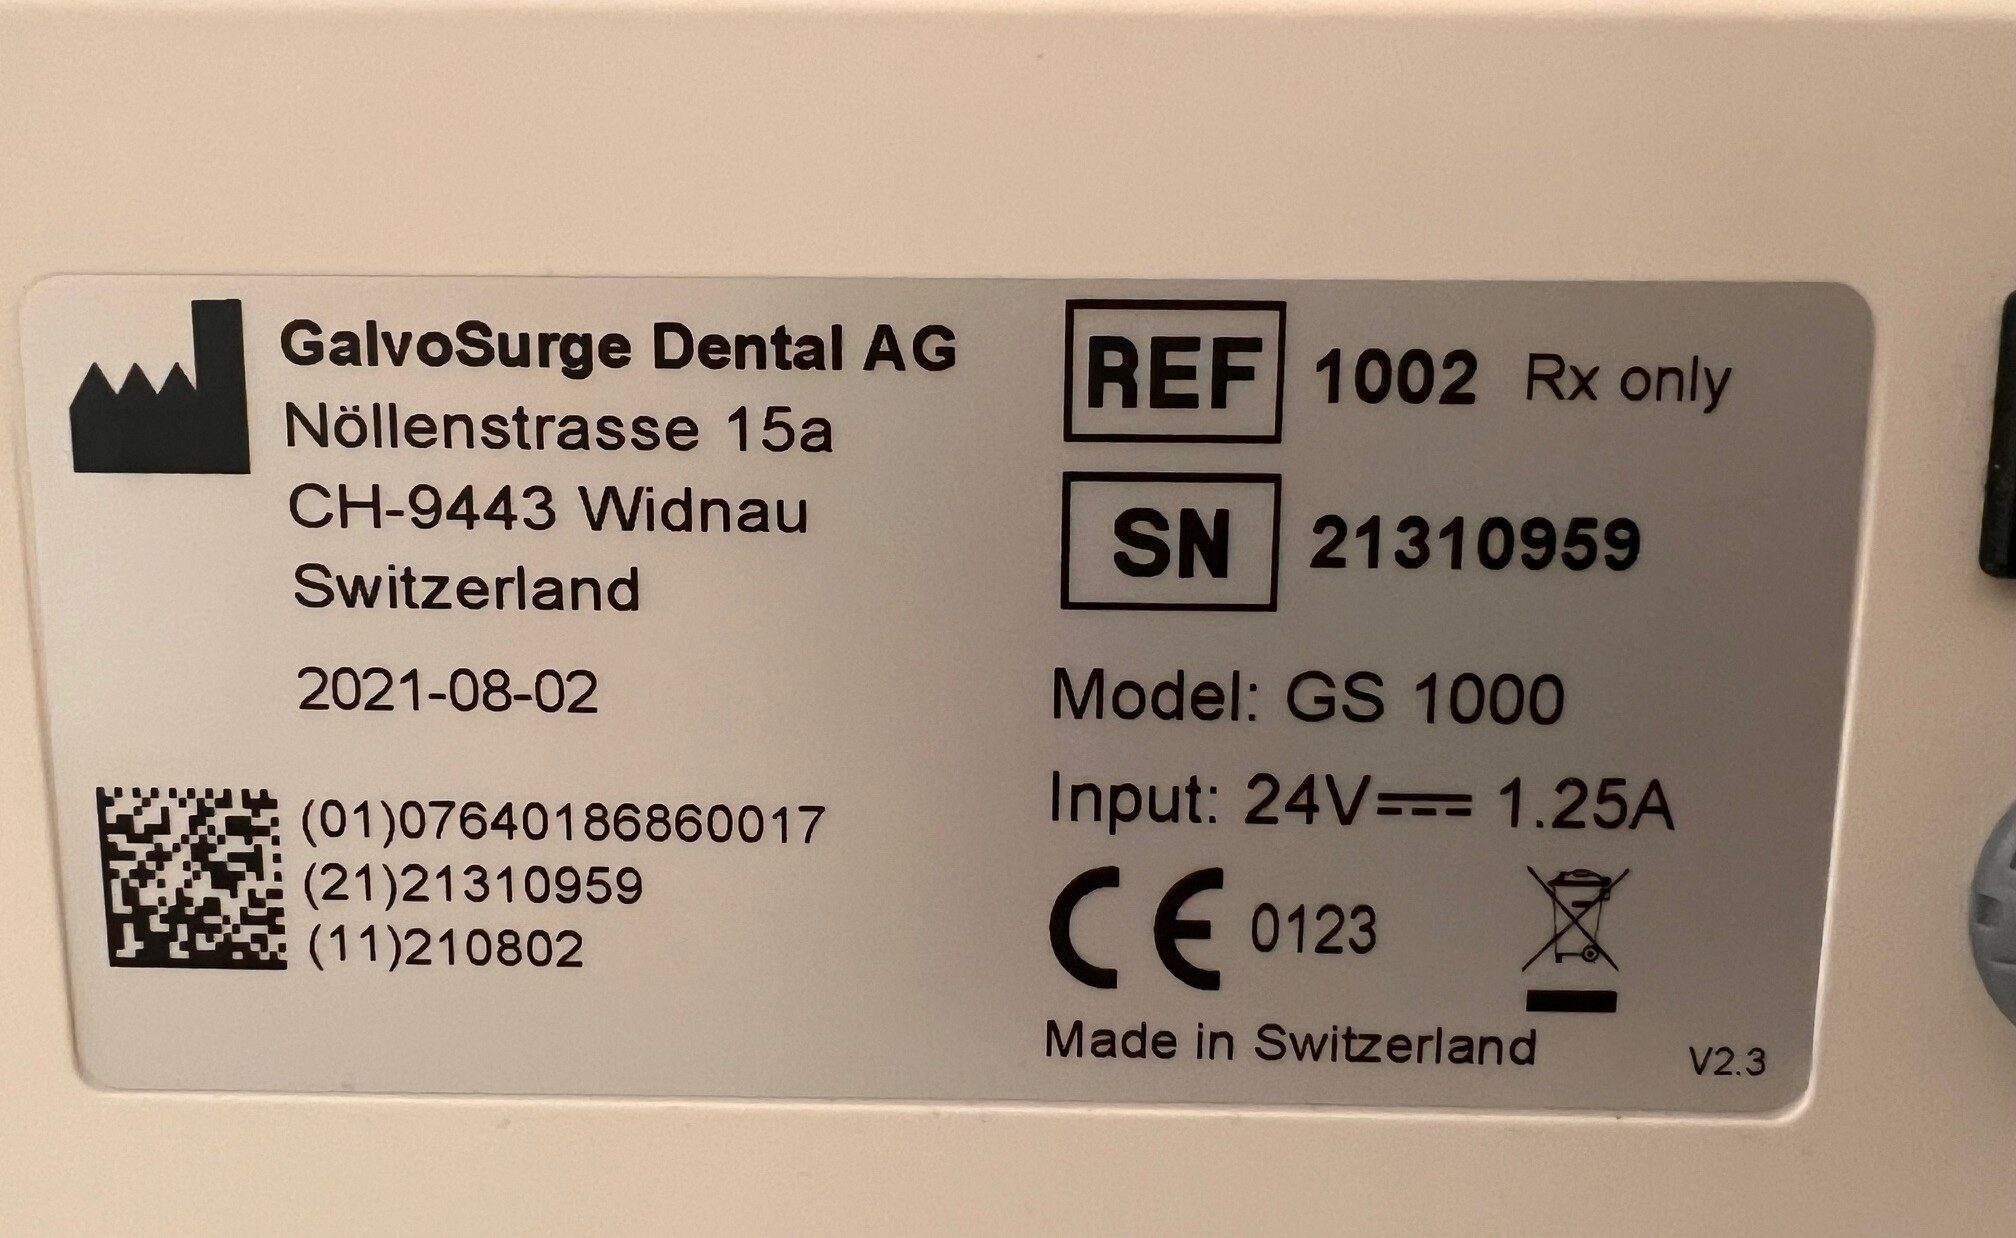 GalvoSurge Dental AG
Nöllenstrasse 15a
CH-9443 Widnau
Switzerland
2021-08-02
(01)07640186860017
(21)21310959
(11)210802
REF 1002 Rx only
SN 21310959
Model: GS 1000
Input: 24V⎓ 1.25A
CE 0123
Made in Switzerland
V2.3